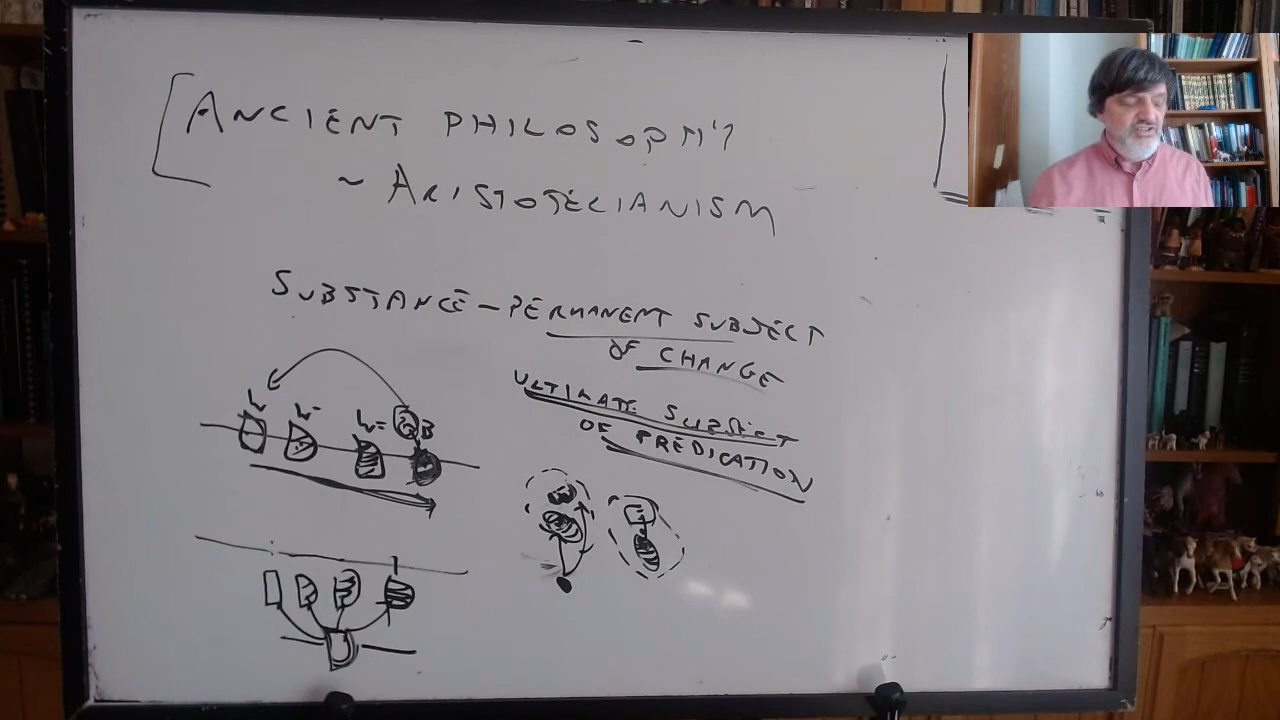 ANCIENT PHILOSOPHY
~ ARISTOTELIANISM
SUBSTANCE – PERMANENT SUBJECT
OF CHANGE
ULTIMATE SUBJECT
OF PREDICATION
B